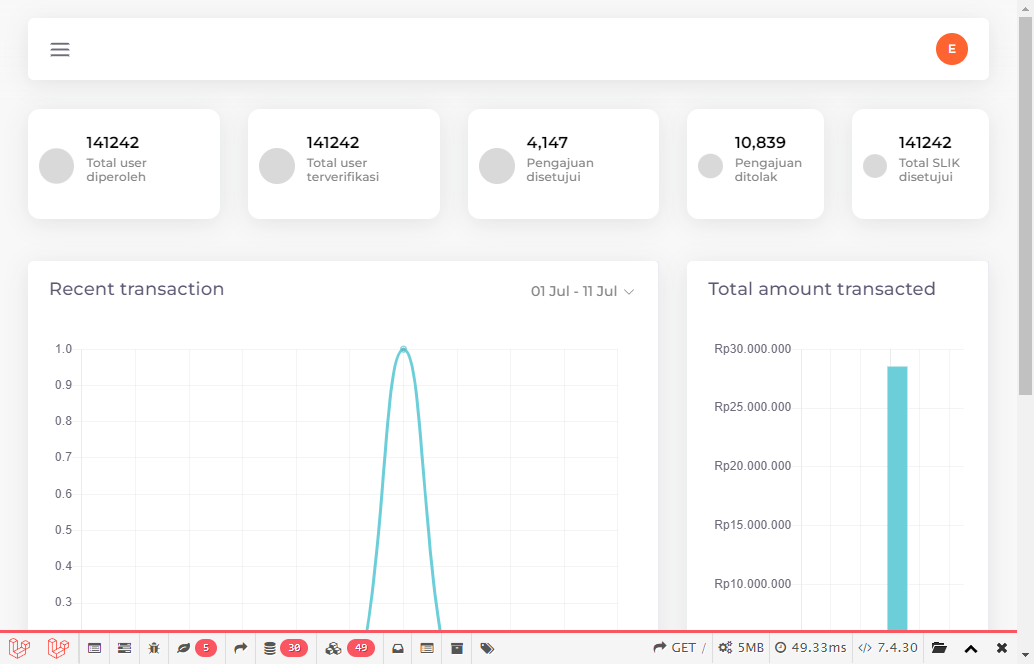 E
141242
Total user
diperoleh
141242
Total user
terverifikasi
4,147
Pengajuan
disetujui
10,839
Pengajuan
ditolak
141242
Total SLIK
disetujui
Recent transaction
01 Jul - 11 Jul
1.0
0.9
0.8
0.7
0.6
0.5
0.4
0.3
Total amount transacted
Rp30.000.000
Rp25.000.000
Rp20.000.000
Rp15.000.000
Rp10.000.000
5 30 49 GET / 5MB 49.33ms </> 7.4.30